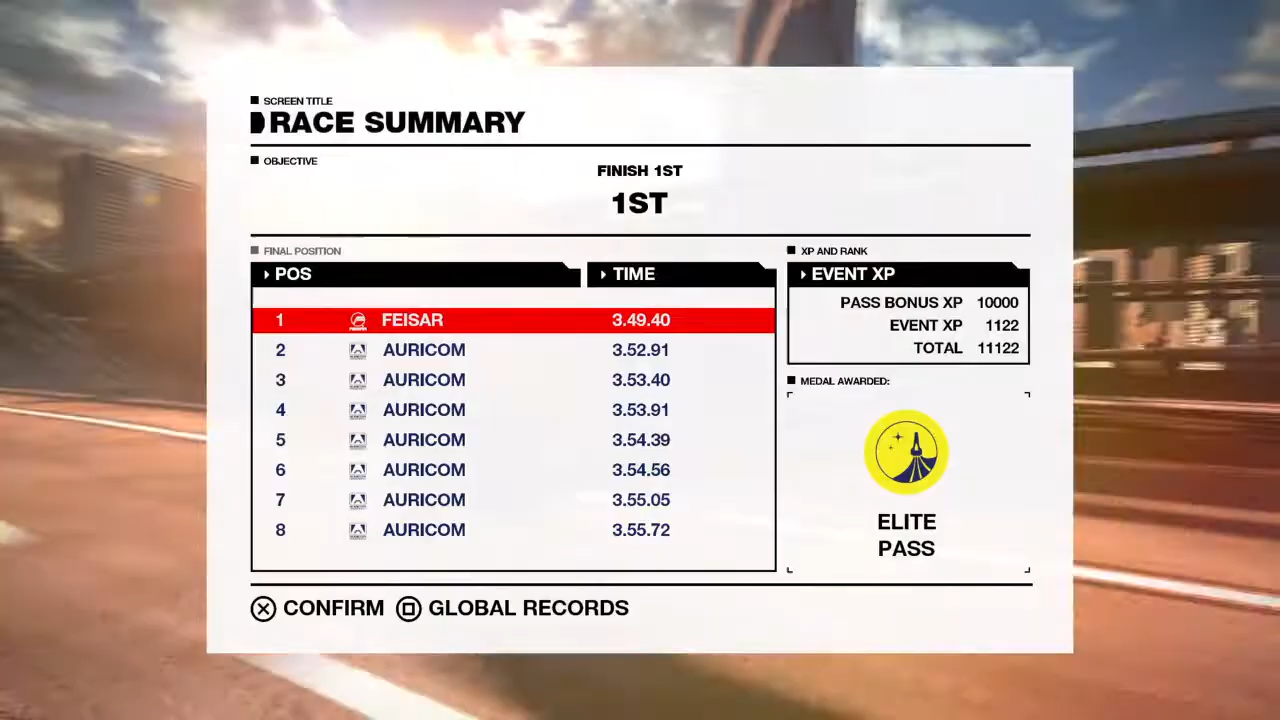 SCREEN TITLE
RACE SUMMARY
OBJECTIVE
FINISH 1ST
1ST
FINAL POSITION
POS TIME
1 FEISAR 3.49.40
2 AURICOM 3.52.91
3 AURICOM 3.53.40
4 AURICOM 3.53.91
5 AURICOM 3.54.39
6 AURICOM 3.54.56
7 AURICOM 3.55.05
8 AURICOM 3.55.72
XP AND RANK
EVENT XP
PASS BONUS XP 10000
EVENT XP 1122
TOTAL 11122
MEDAL AWARDED:
ELITE
PASS
CONFIRM GLOBAL RECORDS